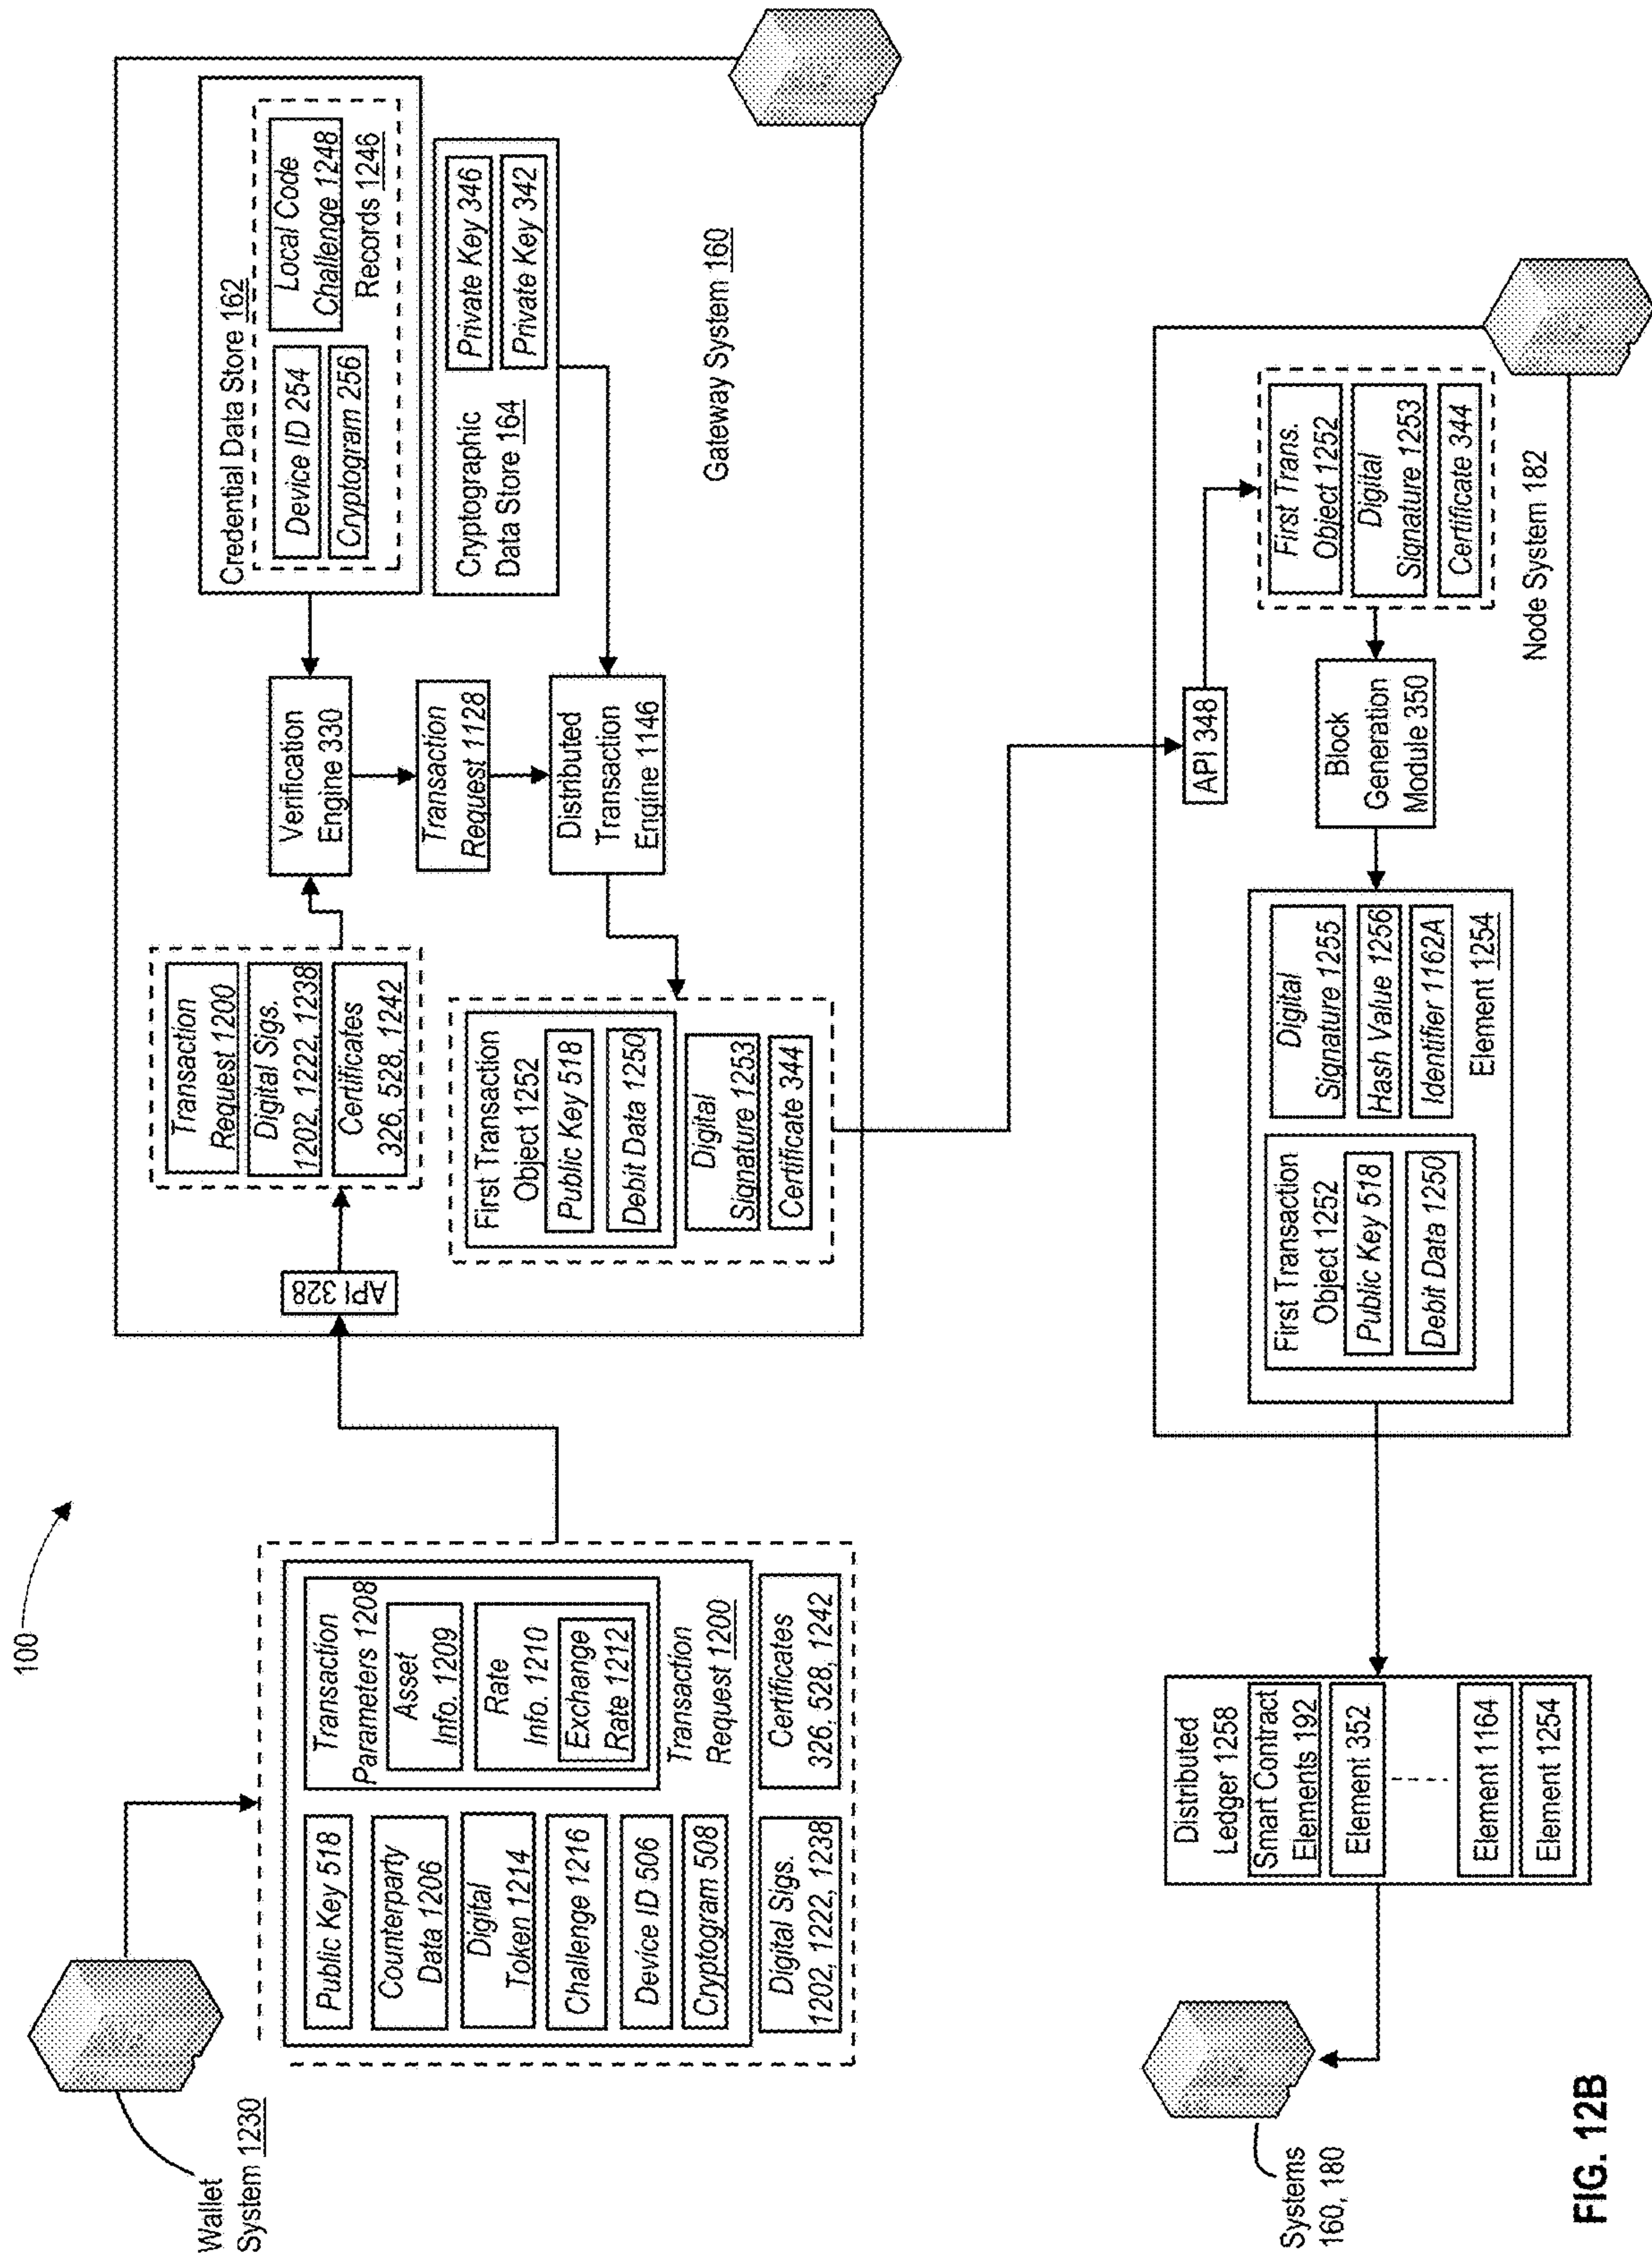 100
Wallet
System 1230
Public Key 518
Counterparty
Data 1206
Digital
Token 1214
Challenge 1216
Device ID 506
Cryptogram 508
Transaction
Parameters 1208
Asset
Info. 1209
Rate
Info. 1210
Exchange
Rate 1212
Transaction
Request 1200
Digital Sigs.
1202, 1222, 1238
Certificates
326, 528, 1242
API 328
Transaction
Request 1200
Digital Sigs.
1202, 1222, 1238
Certificates
326, 528, 1242
Verification
Engine 330
Credential Data Store 162
Device ID 254
Cryptogram 256
Local Code
Challenge 1248
Records 1246
Transaction
Request 1128
Cryptographic
Data Store 164
Private Key 346
Private Key 342
Distributed
Transaction
Engine 1146
First Transaction
Object 1252
Public Key 518
Debit Data 1250
Digital
Signature 1253
Certificate 344
Gateway System 160
API 348
First Trans.
Object 1252
Digital
Signature 1253
Certificate 344
Block
Generation
Module 350
First Transaction
Object 1252
Public Key 518
Debit Data 1250
Digital
Signature 1255
Hash Value 1256
Identifier 1162A
Element 1254
Node System 182
Distributed
Ledger 1258
Smart Contract
Elements 192
Element 352
Element 1164
Element 1254
Systems
160, 180
FIG. 12B